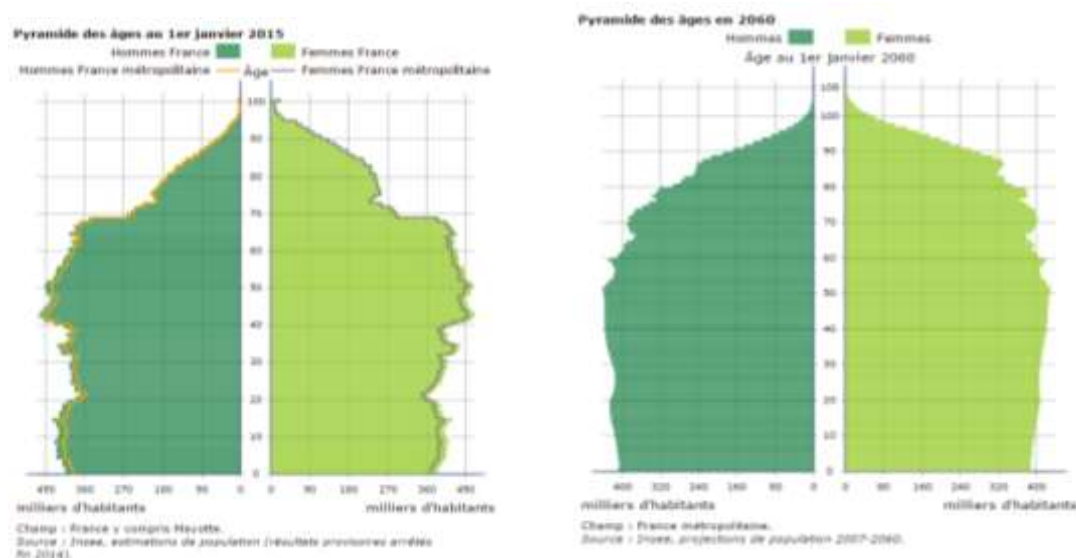 Pyramide des âges au 1er janvier 2015
Hommes France Femmes France
Hommes France métropolitaine Âge Femmes France métropolitaine
100
90
80
70
60
50
40
30
20
10
0
450 360 270 180 90 0 0 90 180 270 360 450
milliers d'habitants milliers d'habitants
Champ : France y compris Mayotte.
Source : Insee, estimations de population (résultats provisoires arrêtés
fin 2014).
Pyramide des âges en 2060
Hommes Femmes
Âge au 1er janvier 2060
108
100
90
80
70
60
50
40
30
20
10
0
400 320 240 160 80 0 0 80 160 240 320 400
milliers d'habitants milliers d'habitants
Champ : France métropolitaine.
Source : Insee, projections de population 2007-2060.